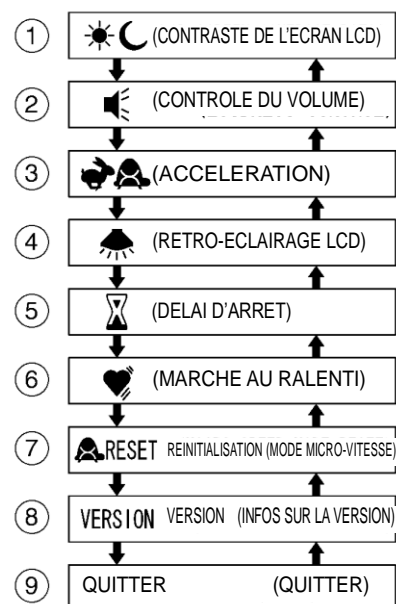 1 (CONTRASTE DE L'ECRAN LCD)
2 (CONTROLE DU VOLUME)
3 (ACCELERATION)
4 (RETRO-ECLAIRAGE LCD)
5 (DELAI D'ARRET)
6 (MARCHE AU RALENTI)
7 RESET REINITIALISATION (MODE MICRO-VITESSE)
8 VERSION VERSION (INFOS SUR LA VERSION)
9 QUITTER (QUITTER)